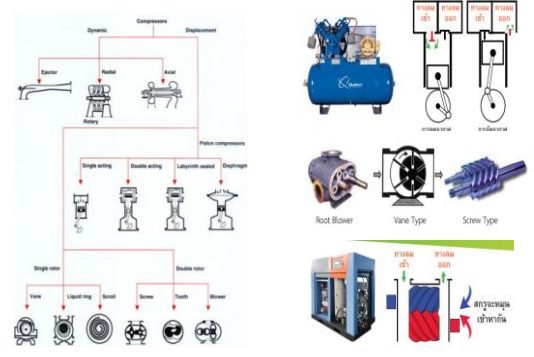 Compressors
Dynamic
Displacement
Ejector
Radial
Axial
Rotary
Piston compressors
Single acting
Double acting
Labyrinth sealed
Diaphragm
Single rotor
Double rotor
Vane
Liquid ring
Scroll
Screw
Tooth
Blower
ทางลม
เข้า
ทางลม
ออก
ทางลม
เข้า
ทางลม
ออก
Quincy
Root Blower
Vane Type
Screw Type
ทางลม
เข้า
ทางลม
ออก
สกรูจะหมุน
เข้าหากัน